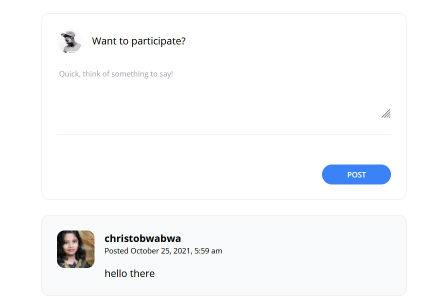 Want to participate?
Quick, think of something to say!
POST
christobwabwa
Posted October 25, 2021, 5:59 am
hello there